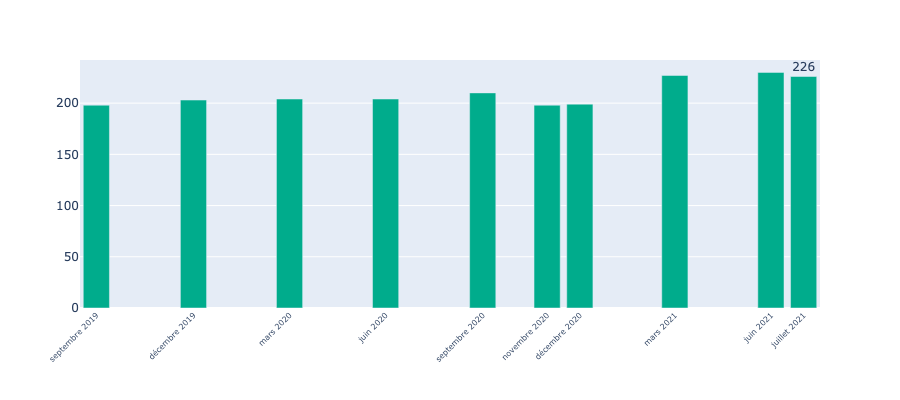 226
200
150
100
50
0
septembre 2019
décembre 2019
mars 2020
juin 2020
septembre 2020
novembre 2020
décembre 2020
mars 2021
juin 2021
juillet 2021